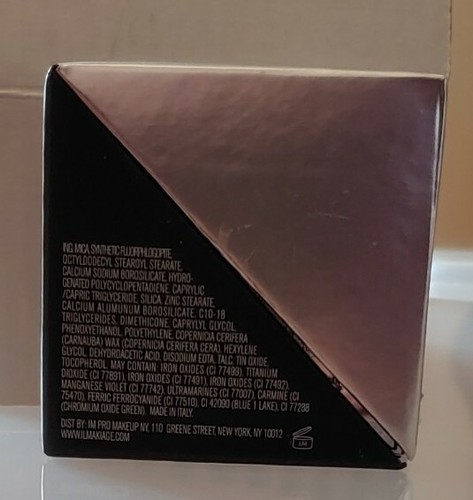 ING. MICA, SYNTHETIC FLUORPHLOGOPITE,
OCTYLDODECYL STEAROYL STEARATE,
CALCIUM SODIUM BOROSILICATE, HYDRO-
GENATED POLYCYCLOPENTADIENE, CAPRYLIC
/CAPRIC TRIGLYCERIDE, SILICA, ZINC STEARATE,
CALCIUM ALUMUNUM BOROSILICATE, C10-18
TRIGLYCERIDES, DIMETHICONE, CAPRYLYL GLYCOL,
PHENOXYETHANOL, POLYETHYLENE, COPERNICIA CERIFERA
(CARNAUBA) WAX (COPERNICIA CERIFERA CERA), HEXYLENE
GLYCOL, DEHYDROACETIC ACID, DISODIUM EDTA, TALC, TIN OXIDE,
TOCOPHEROL. MAY CONTAIN: IRON OXIDES (CI 77499), TITANIUM
DIOXIDE (CI 77891), IRON OXIDES (CI 77491), IRON OXIDES (CI 77492),
MANGANESE VIOLET (CI 77742), ULTRAMARINES (CI 77007), CARMINE (CI
75470), FERRIC FERROCYANIDE (CI 77510), CI 42090 (BLUE 1 LAKE), CI 77288
(CHROMIUM OXIDE GREEN). MADE IN ITALY.
DIST BY: IM PRO MAKEUP NY, 110 GREENE STREET, NEW YORK, NY 10012
WWW.ILMAKIAGE.COM